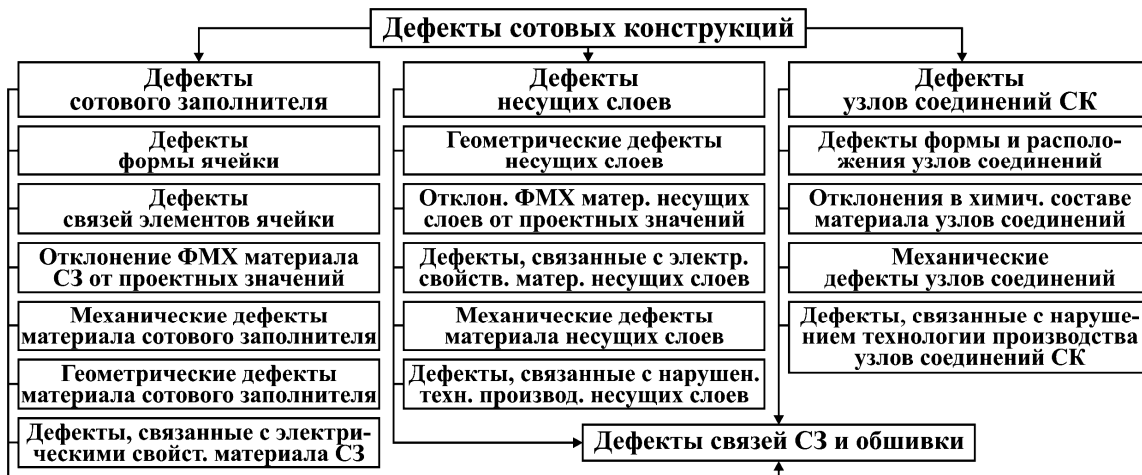 Дефекты сотовых конструкций
Дефекты
сотового заполнителя
Дефекты
формы ячейки
Дефекты
связей элементов ячейки
Отклонение ФМХ материала
СЗ от проектных значений
Механические дефекты
материала сотового заполнителя
Геометрические дефекты
материала сотового заполнителя
Дефекты, связанные с электри-
ческими свойст. материала СЗ
Дефекты
несущих слоев
Геометрические дефекты
несущих слоев
Отклон. ФМХ матер. несущих
слоев от проектных значений
Дефекты, связанные с электр.
свойств. матер. несущих слоев
Механические дефекты
материала несущих слоев
Дефекты, связанные с нарушен.
техн. производ. несущих слоев
Дефекты
узлов соединений СК
Дефекты формы и располо-
жения узлов соединений
Отклонения в химич. составе
материала узлов соединений
Механические
дефекты узлов соединений
Дефекты, связанные с наруше-
нием технологии производства
узлов соединений СК
Дефекты связей СЗ и обшивки